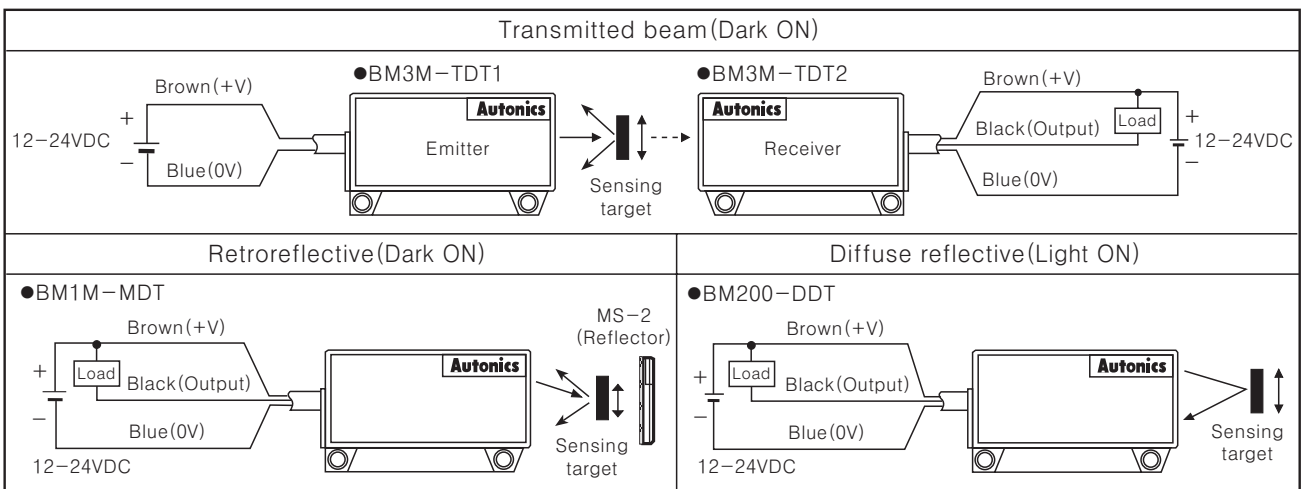 Transmitted beam(Dark ON)
●BM3M-TDT1
Brown(+V)
+
12-24VDC
-
Blue(0V)
Autonics
Emitter
Sensing
target
●BM3M-TDT2
Autonics
Receiver
Brown(+V)
Black(Output)
Load
+
12-24VDC
-
Blue(0V)
Retroreflective(Dark ON)
●BM1M-MDT
Brown(+V)
+
Load
Black(Output)
-
Blue(0V)
12-24VDC
Autonics
MS-2
(Reflector)
Sensing
target
Diffuse reflective(Light ON)
●BM200-DDT
Brown(+V)
+
Load
Black(Output)
-
Blue(0V)
12-24VDC
Autonics
Sensing
target